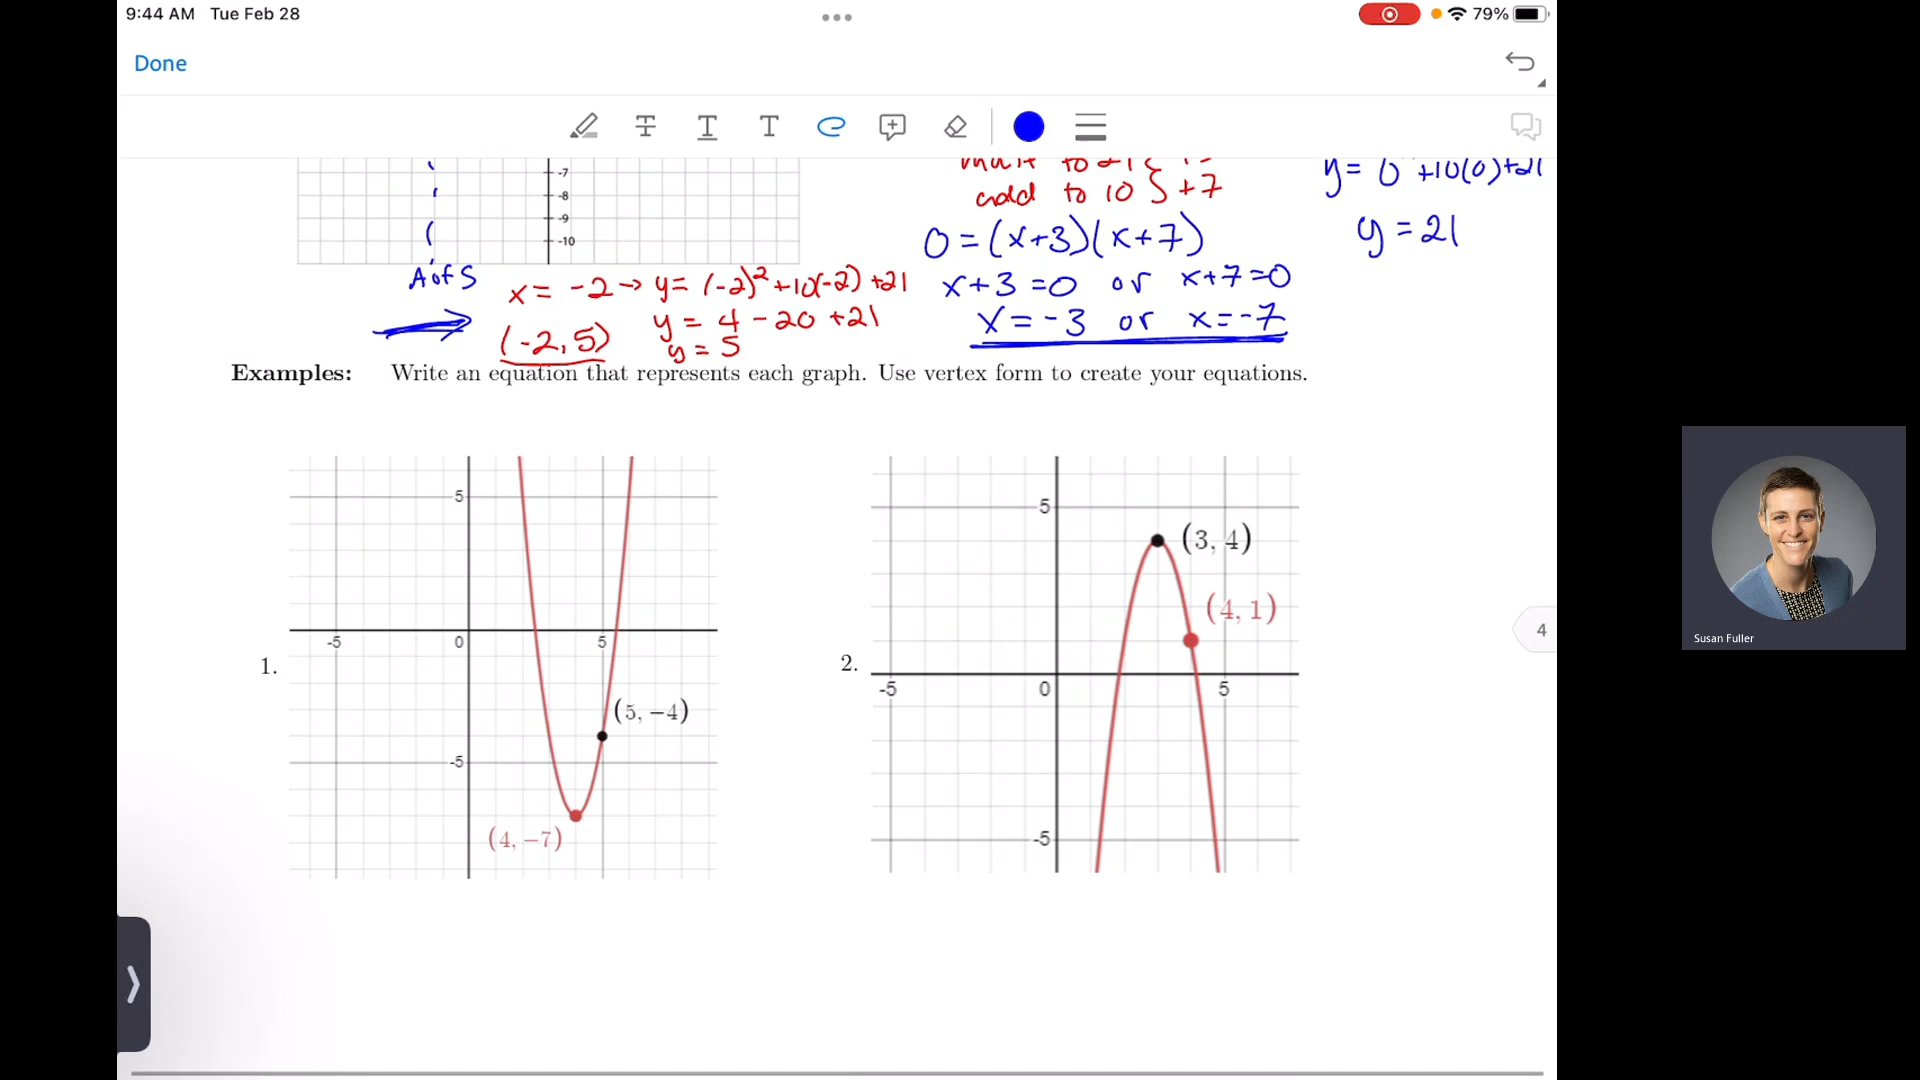 9:44 AM Tue Feb 28
79%
Done
T T T
-7
-8
-9
-10
add to 10 } +7
y = 0 +10(0)+21
0 = (x+3)(x+7)
y = 21
A of S
x = -2 → y = (-2)² +10(-2) +21
x+3 = 0 or x+7 = 0
y = 4 - 20 + 21
x = -3 or x = -7
(-2, 5)
y = 5
Examples: Write an equation that represents each graph. Use vertex form to create your equations.
1.
5
-5 0 5
(5, −4)
-5
(4, −7)
2.
5
(3, 4)
(4, 1)
-5 0 5
-5
4
Susan Fuller